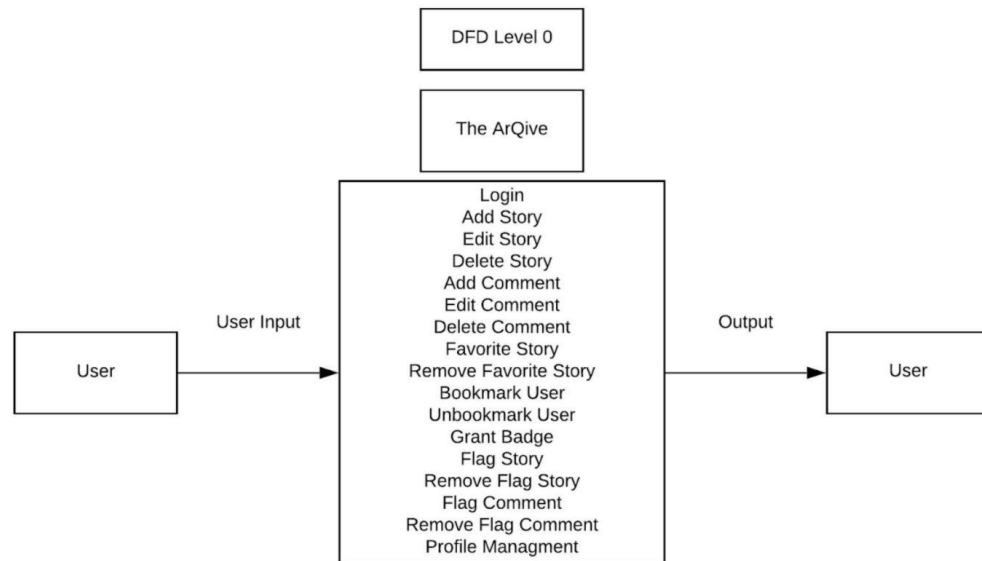 DFD Level 0
The ArQive
Login
Add Story
Edit Story
Delete Story
Add Comment
Edit Comment
Delete Comment
Favorite Story
Remove Favorite Story
Bookmark User
Unbookmark User
Grant Badge
Flag Story
Remove Flag Story
Flag Comment
Remove Flag Comment
Profile Managment
User
User Input
Output
User